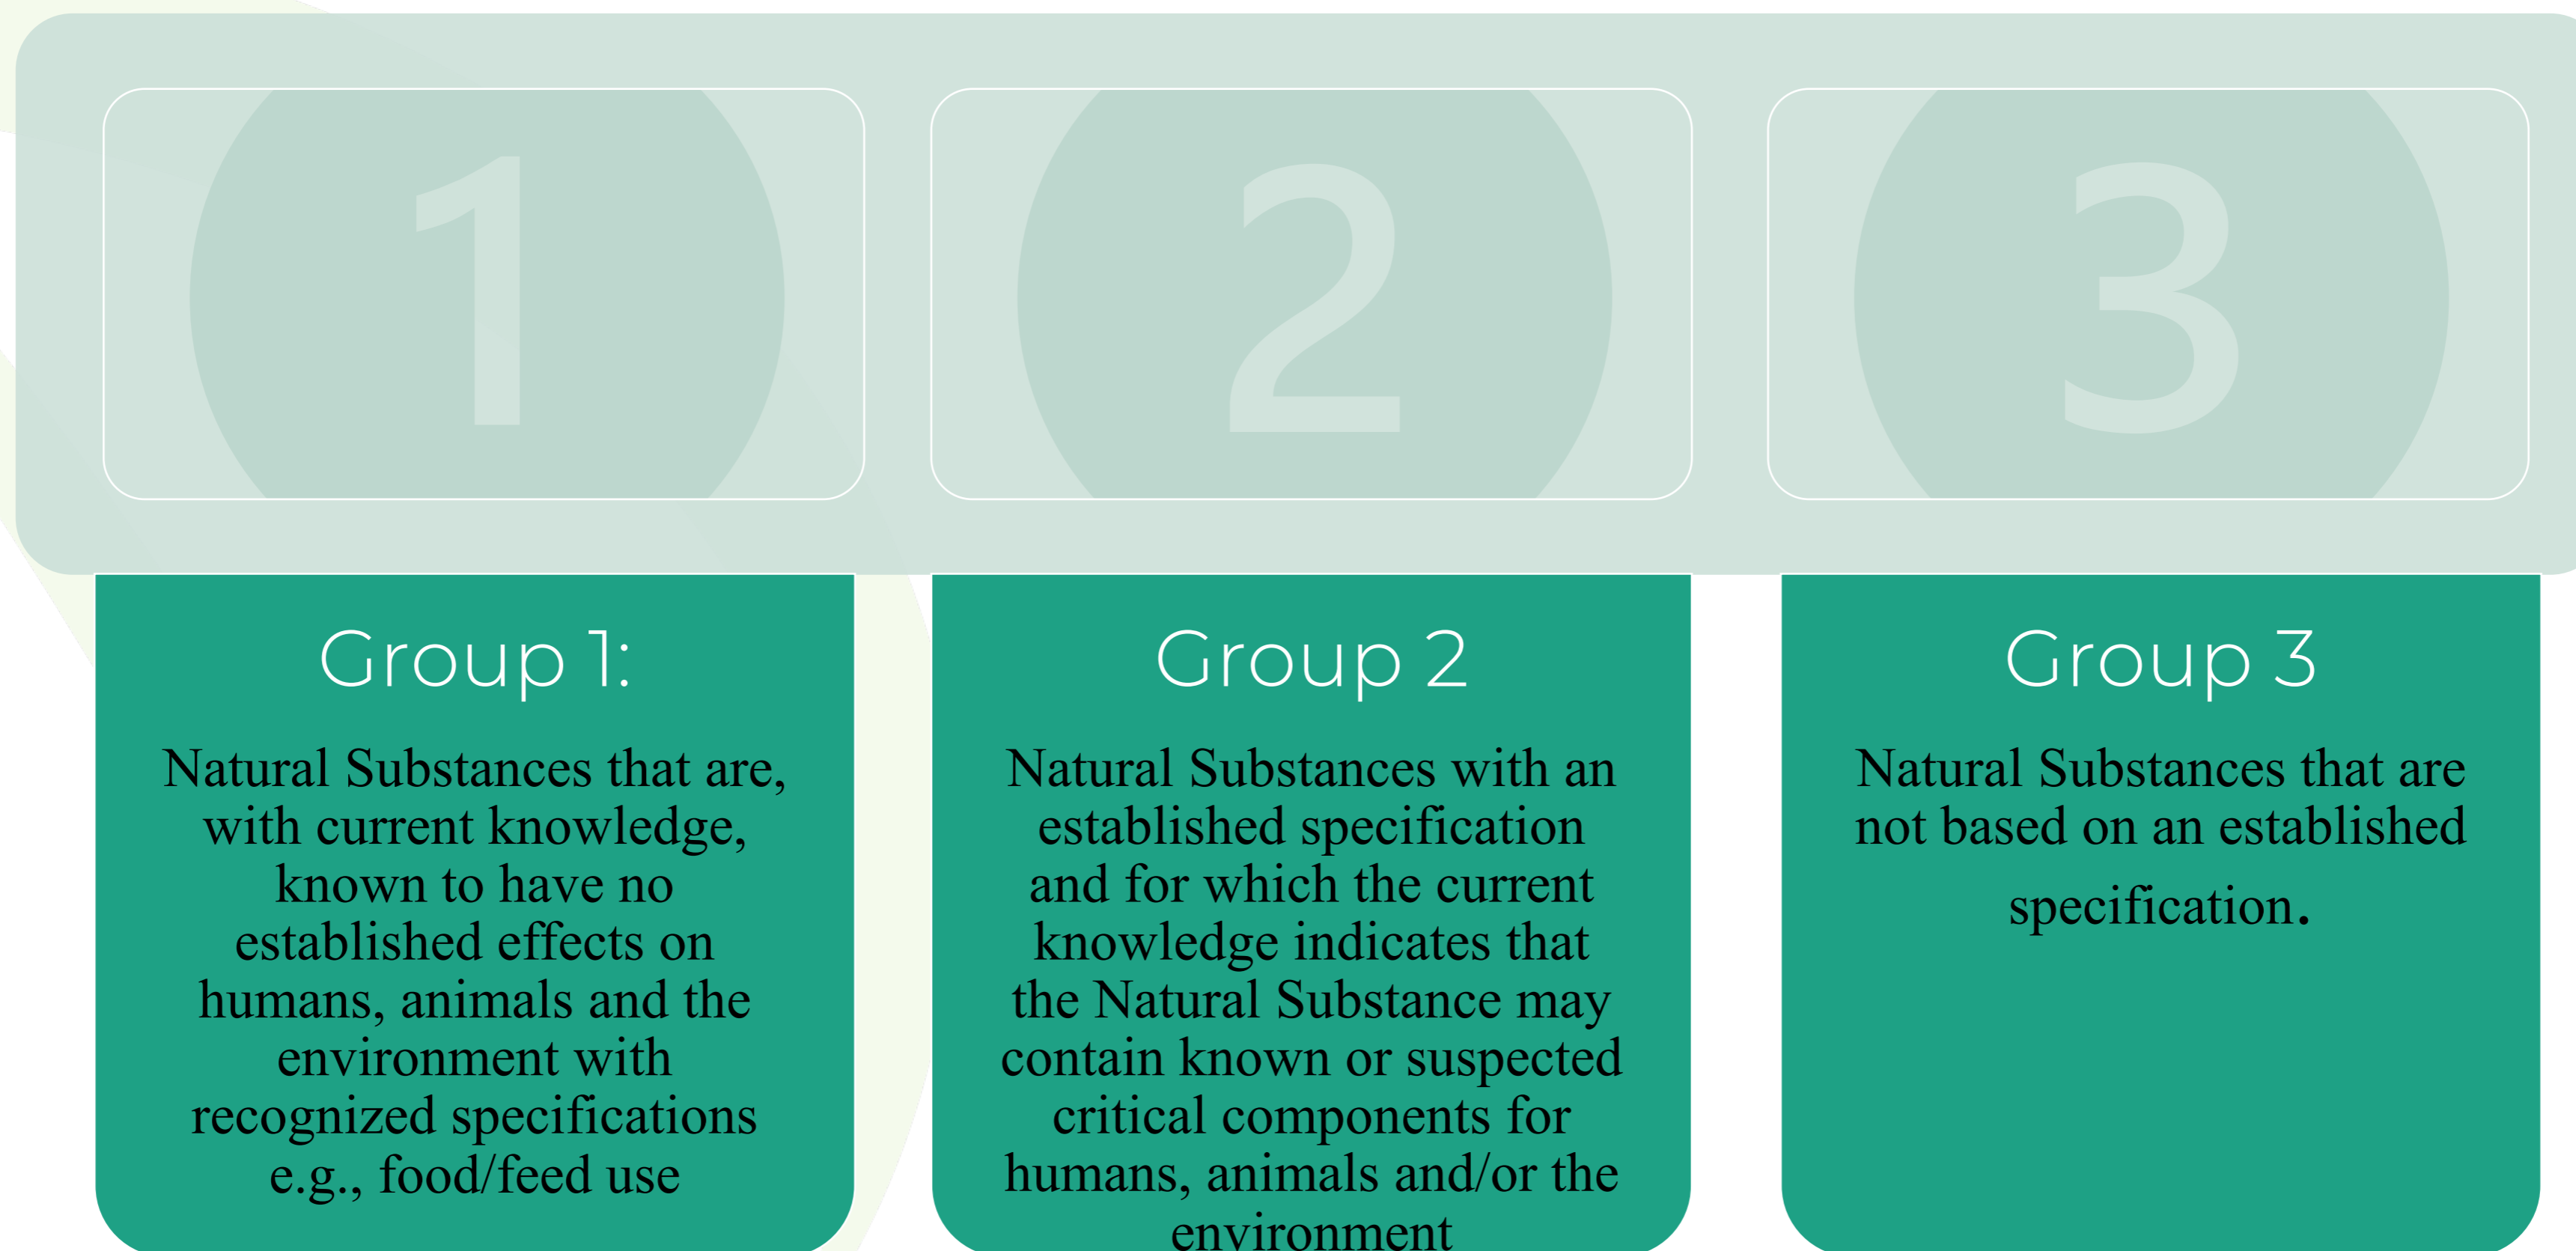 1
2
3
Group 1:
Natural Substances that are,
with current knowledge,
known to have no
established effects on
humans, animals and the
environment with
recognized specifications
e.g., food/feed use
Group 2
Natural Substances with an
established specification
and for which the current
knowledge indicates that
the Natural Substance may
contain known or suspected
critical components for
humans, animals and/or the
environment
Group 3
Natural Substances that are
not based on an established
specification.